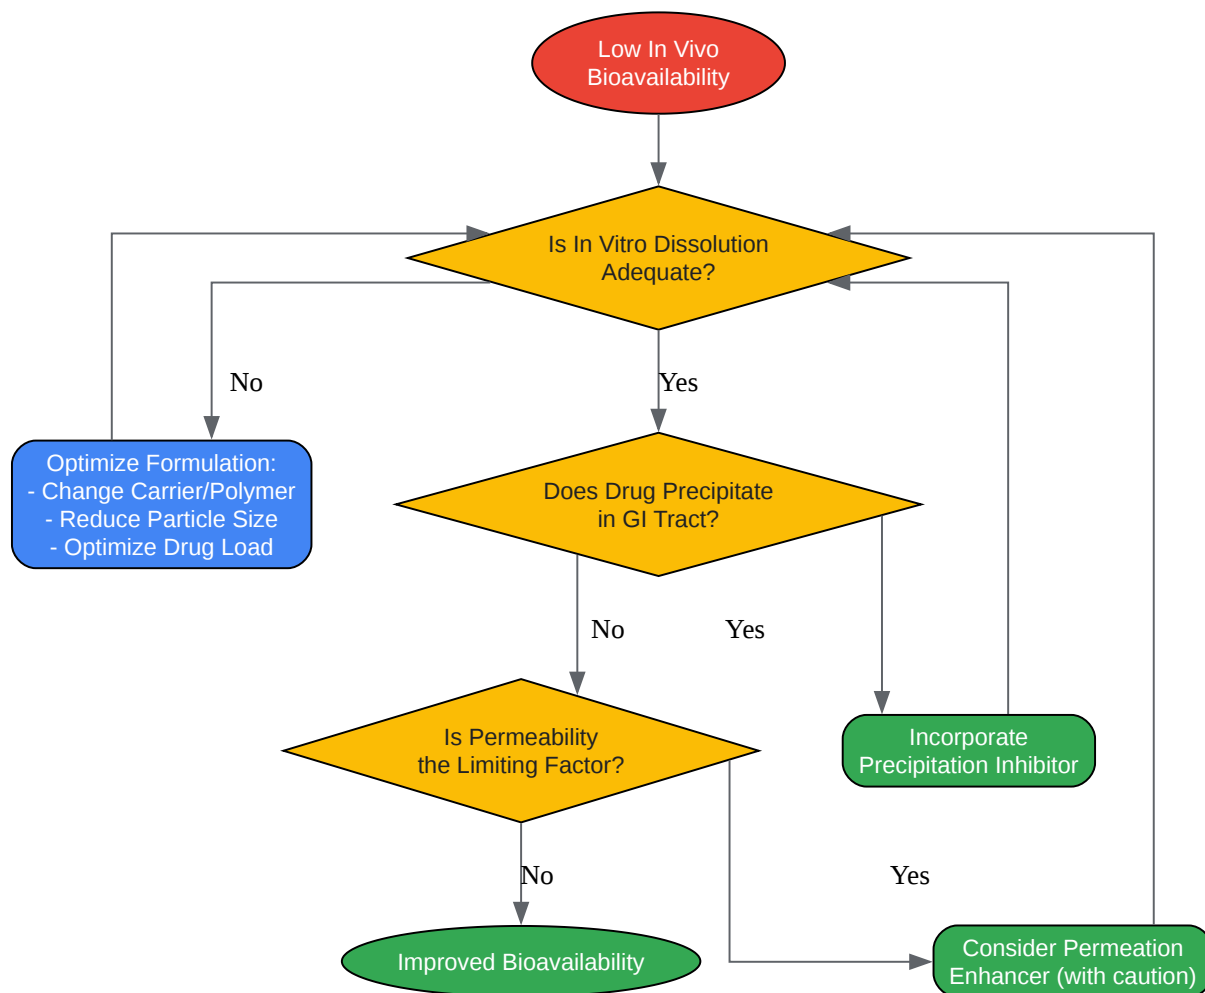 Low In Vivo
Bioavailability
Is In Vitro Dissolution
Adequate?
No
Yes
Optimize Formulation:
- Change Carrier/Polymer
- Reduce Particle Size
- Optimize Drug Load
Does Drug Precipitate
in GI Tract?
No
Yes
Is Permeability
the Limiting Factor?
Incorporate
Precipitation Inhibitor
No
Yes
Improved Bioavailability
Consider Permeation
Enhancer (with caution)